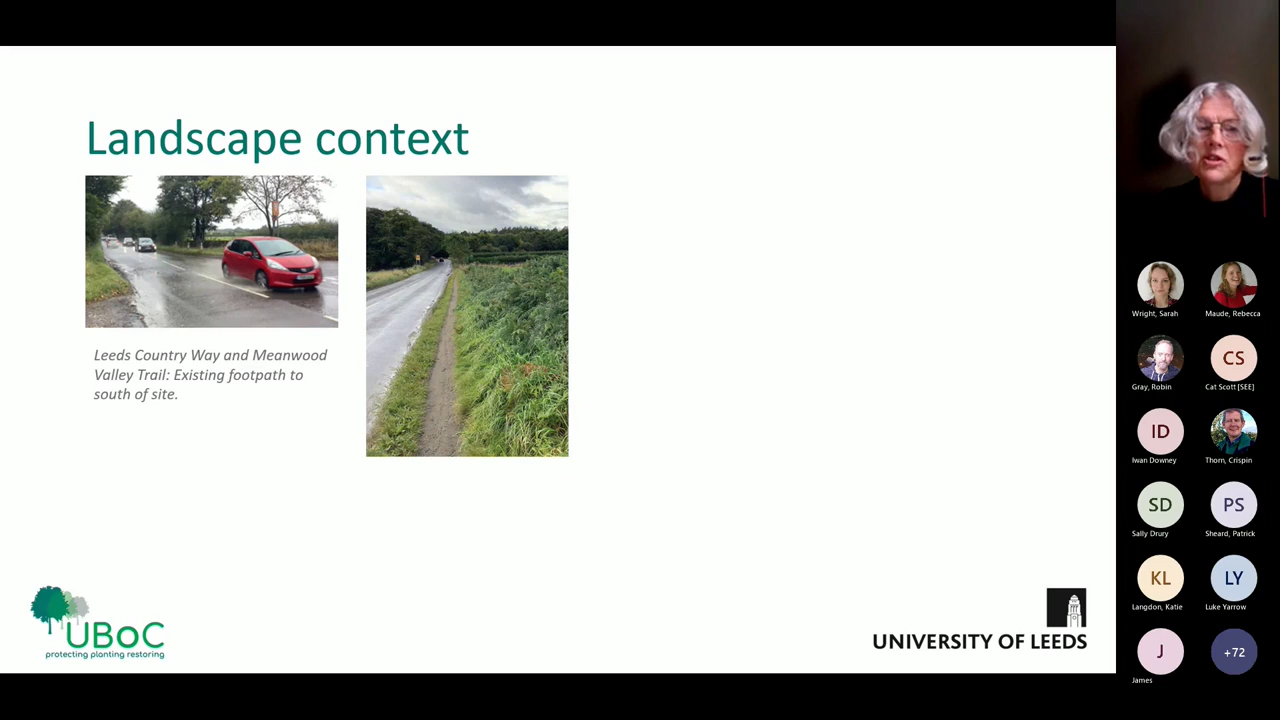 Landscape context
Leeds Country Way and Meanwood
Valley Trail: Existing footpath to
south of site.
UBoC
protecting planting restoring
UNIVERSITY OF LEEDS
Wright, Sarah
Maude, Rebecca
Gray, Robin
CS
Cat Scott [SEE]
ID
Iwan Downey
Thorn, Crispin
SD
Sally Drury
PS
Sheard, Patrick
KL
Langdon, Katie
LY
Luke Yarrow
J
James
+72